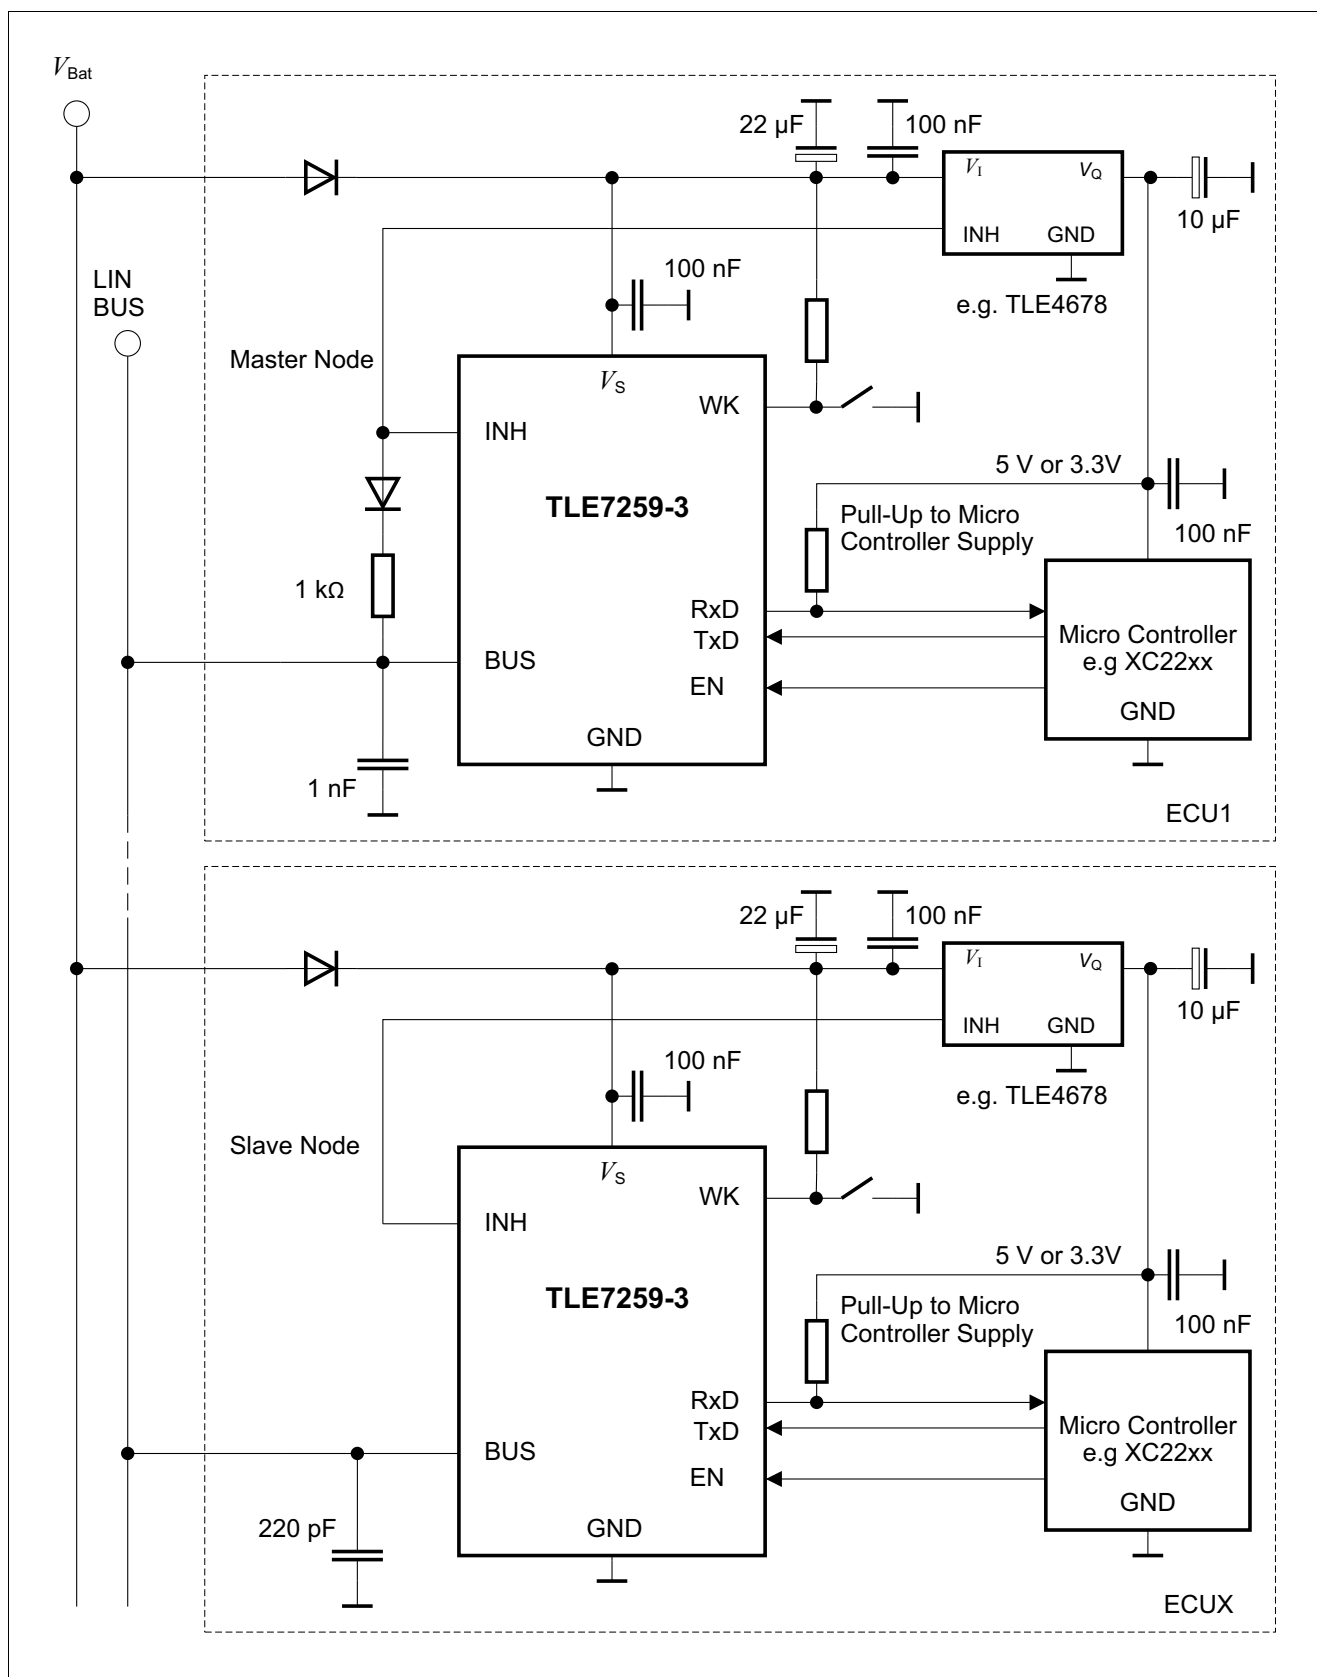 VBat
22 µF
100 nF
VI
VQ
10 µF
INH
GND
LIN
BUS
100 nF
e.g. TLE4678
Master Node
VS
WK
INH
5 V or 3.3V
TLE7259-3
Pull-Up to Micro
Controller Supply
100 nF
1 kΩ
RxD
TxD
Micro Controller
e.g XC22xx
BUS
EN
GND
GND
1 nF
ECU1
22 µF
100 nF
VI
VQ
10 µF
INH
GND
100 nF
e.g. TLE4678
Slave Node
VS
WK
INH
5 V or 3.3V
TLE7259-3
Pull-Up to Micro
Controller Supply
100 nF
RxD
TxD
Micro Controller
e.g XC22xx
BUS
EN
GND
220 pF
GND
ECUX